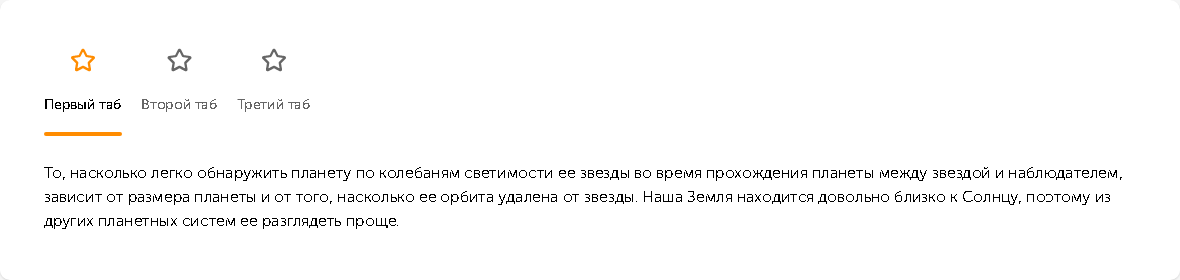 Первый таб Второй таб Третий таб
То, насколько легко обнаружить планету по колебаням светимости ее звезды во время прохождения планеты между звездой и наблюдателем,
зависит от размера планеты и от того, насколько ее орбита удалена от звезды. Наша Земля находится довольно близко к Солнцу, поэтому из
других планетных систем ее разглядеть проще.